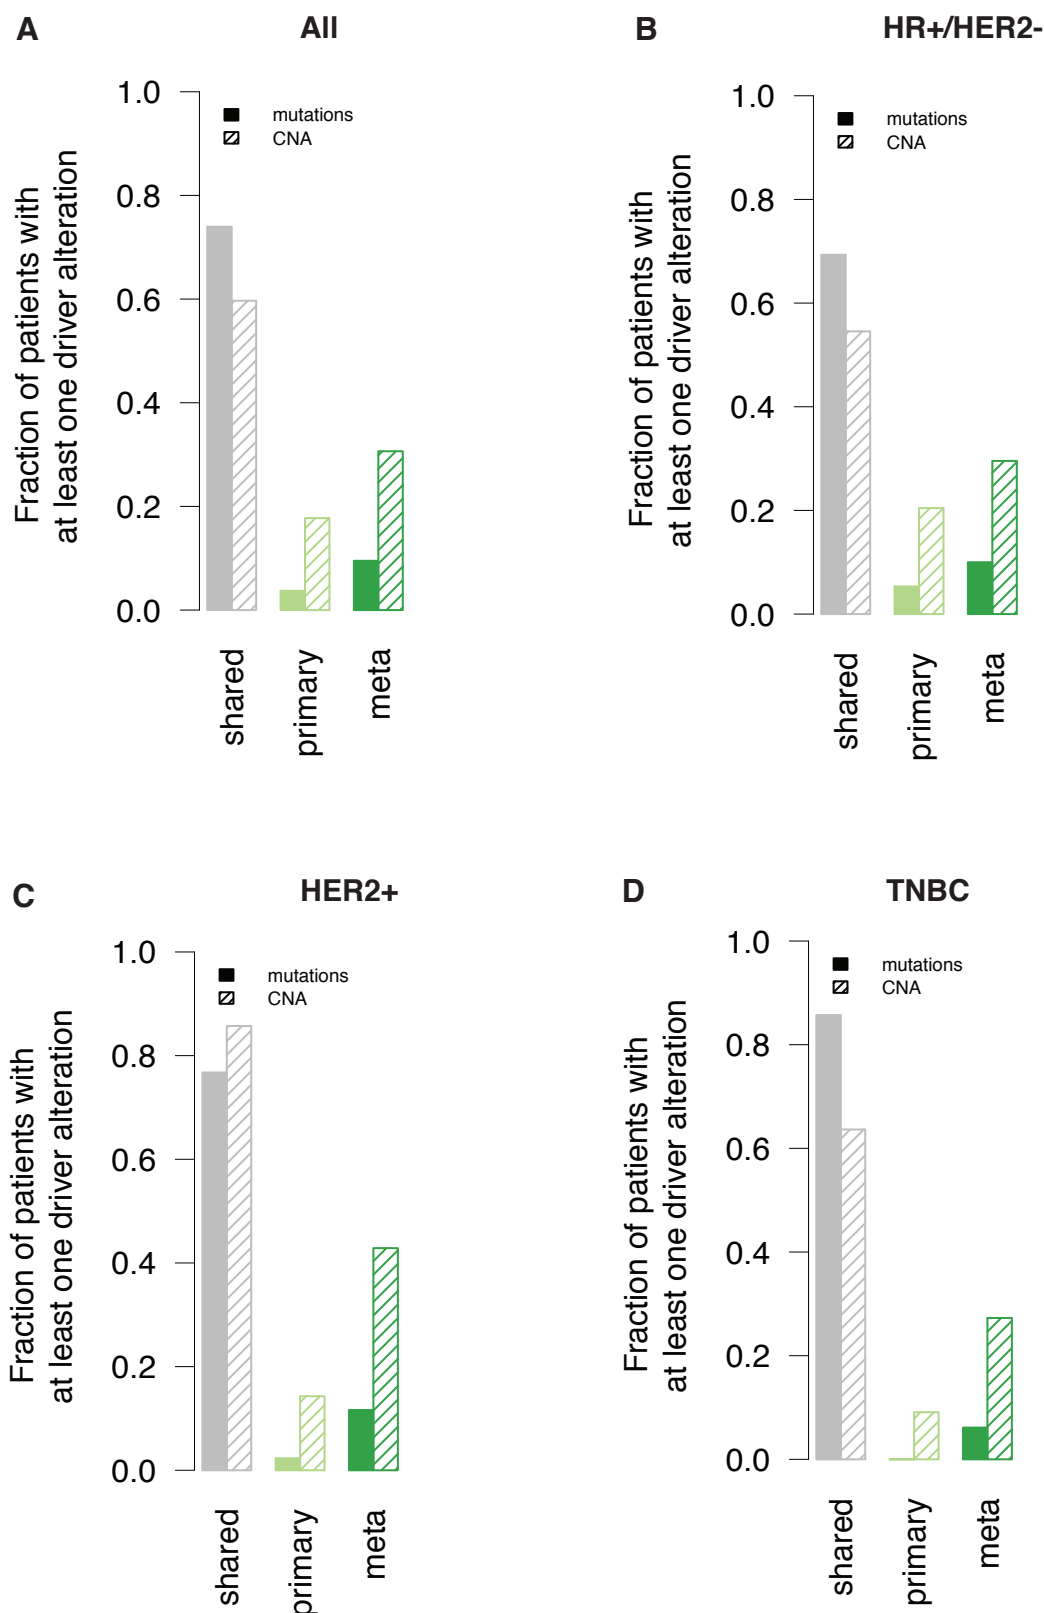 A
All
1.0
0.8
0.6
0.4
0.2
0.0
Fraction of patients with
at least one driver alteration
mutations
CNA
shared
primary
meta
B
HR+/HER2-
1.0
0.8
0.6
0.4
0.2
0.0
Fraction of patients with
at least one driver alteration
mutations
CNA
shared
primary
meta
C
HER2+
1.0
0.8
0.6
0.4
0.2
0.0
Fraction of patients with
at least one driver alteration
mutations
CNA
shared
primary
meta
D
TNBC
1.0
0.8
0.6
0.4
0.2
0.0
Fraction of patients with
at least one driver alteration
mutations
CNA
shared
primary
meta